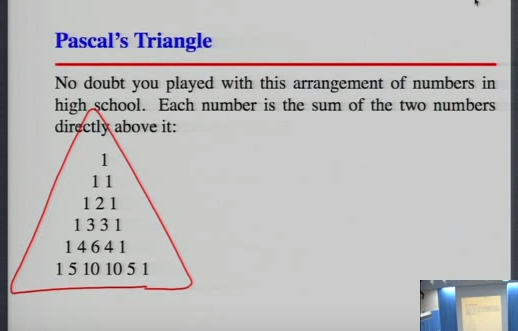 Pascal's Triangle
No doubt you played with this arrangement of numbers in
high school. Each number is the sum of the two numbers
directly above it:
1
1 1
1 2 1
1 3 3 1
1 4 6 4 1
1 5 10 10 5 1